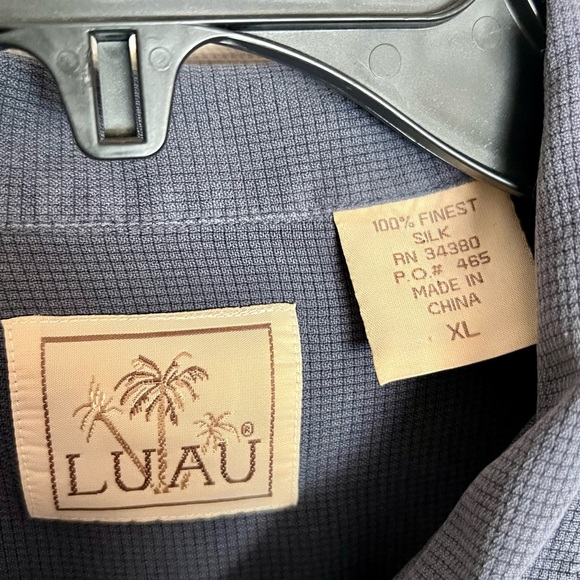 100% FINEST
SILK
RN 34380
P.O.# 465
MADE IN
CHINA
XL
LUAU®